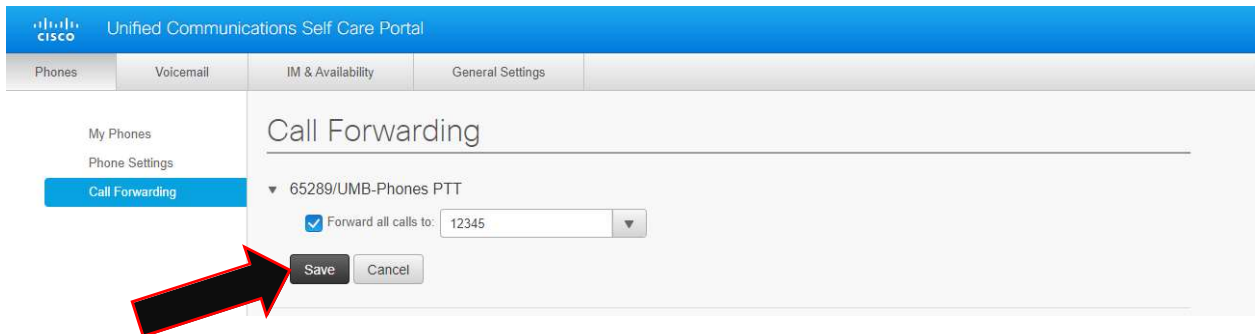 CISCO Unified Communications Self Care Portal
Phones Voicemail IM & Availability General Settings
My Phones
Phone Settings
Call Forwarding
Call Forwarding
65289/UMB-Phones PTT
Forward all calls to: 12345
Save Cancel